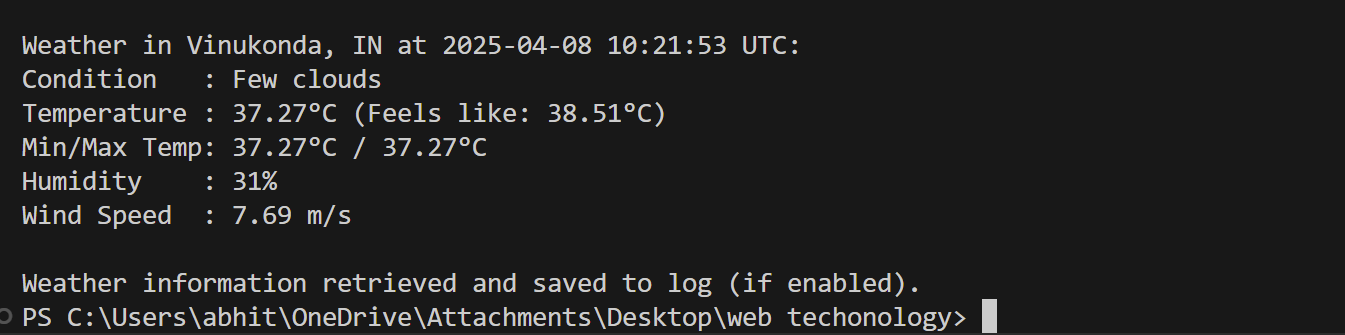 Weather in Vinukonda, IN at 2025-04-08 10:21:53 UTC:
Condition   : Few clouds
Temperature : 37.27°C (Feels like: 38.51°C)
Min/Max Temp: 37.27°C / 37.27°C
Humidity    : 31%
Wind Speed  : 7.69 m/s
Weather information retrieved and saved to log (if enabled).
PS C:\Users\abhit\OneDrive\Attachments\Desktop\web techonology>